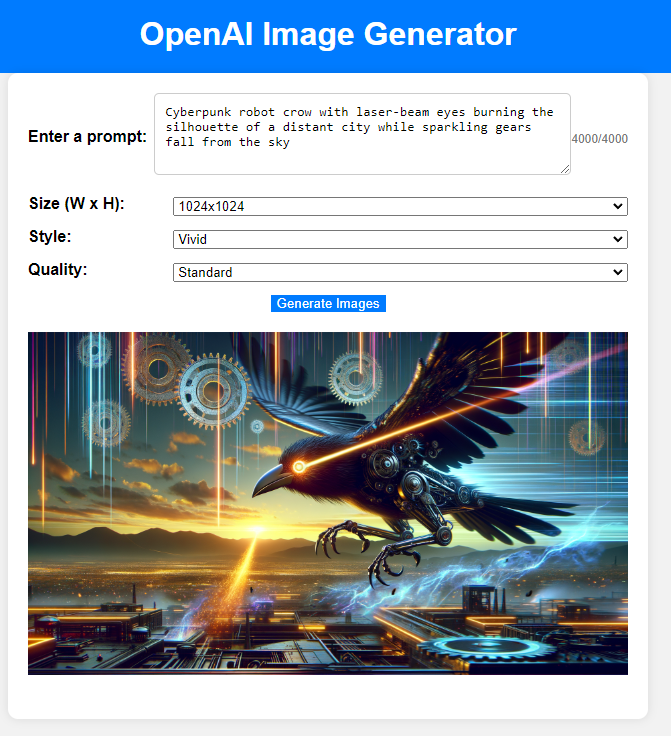 OpenAI Image Generator
Enter a prompt:
Cyberpunk robot crow with laser-beam eyes burning the
silhouette of a distant city while sparkling gears
fall from the sky
4000/4000
Size (W x H):
1024x1024
Style:
Vivid
Quality:
Standard
Generate Images